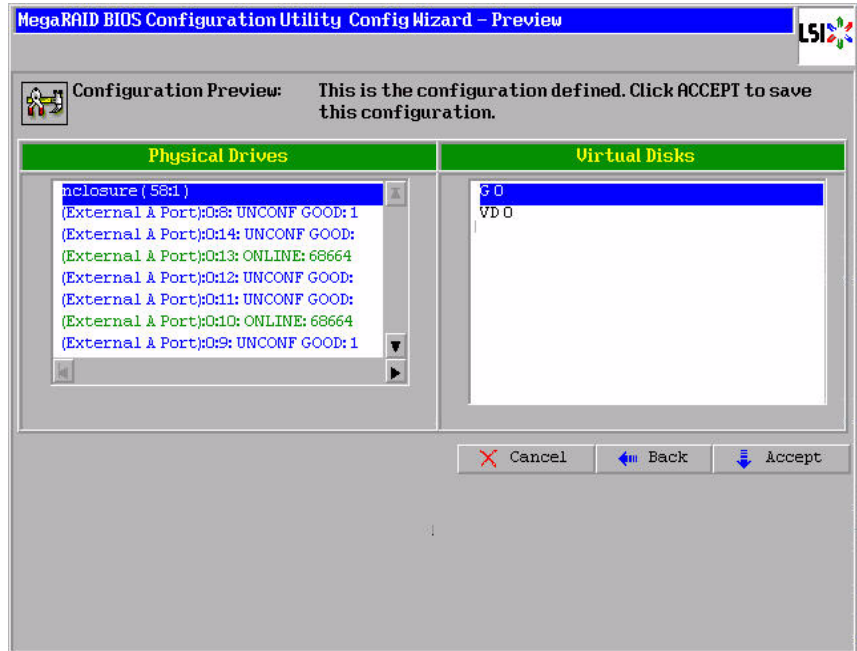 MegaRAID BIOS Configuration Utility Config Wizard – Preview
LSI
Configuration Preview: This is the configuration defined. Click ACCEPT to save
this configuration.
Physical Drives
nclosure ( 58:1 )
(External A Port):0:8: UNCONF GOOD: 1
(External A Port):0:14: UNCONF GOOD:
(External A Port):0:13: ONLINE: 68664
(External A Port):0:12: UNCONF GOOD:
(External A Port):0:11: UNCONF GOOD:
(External A Port):0:10: ONLINE: 68664
(External A Port):0:9: UNCONF GOOD: 1
Virtual Disks
G 0
VD 0
Cancel
Back
Accept